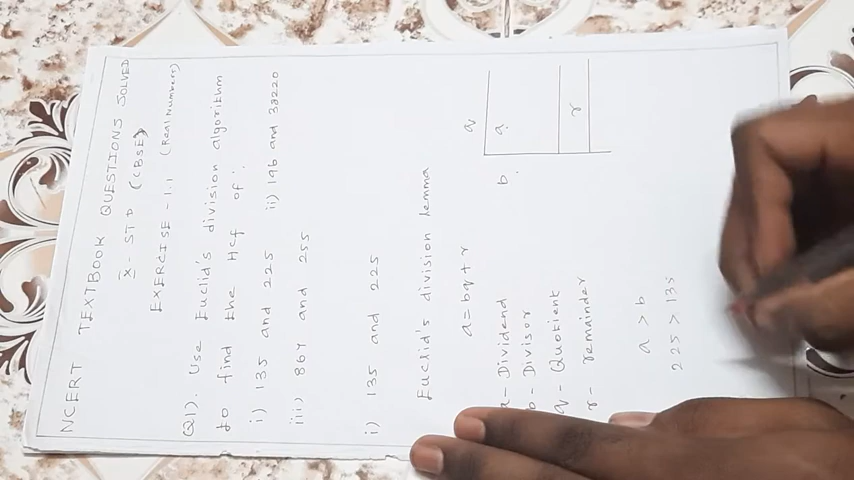 NCERT TEXTBOOK QUESTIONS SOLVED
X - STD (CBSE)
EXERCISE - 1.1 (Real Numbers)
Q1). Use Euclid's division algorithm
to find the Hcf of :
i) 135 and 225 ii) 196 and 38220
iii) 867 and 255
i) 135 and 225
Euclid's division lemma
a = bq + r
a - Dividend
b - Divisor
q - Quotient
r - remainder
q
b
a
r
a > b
225 > 135